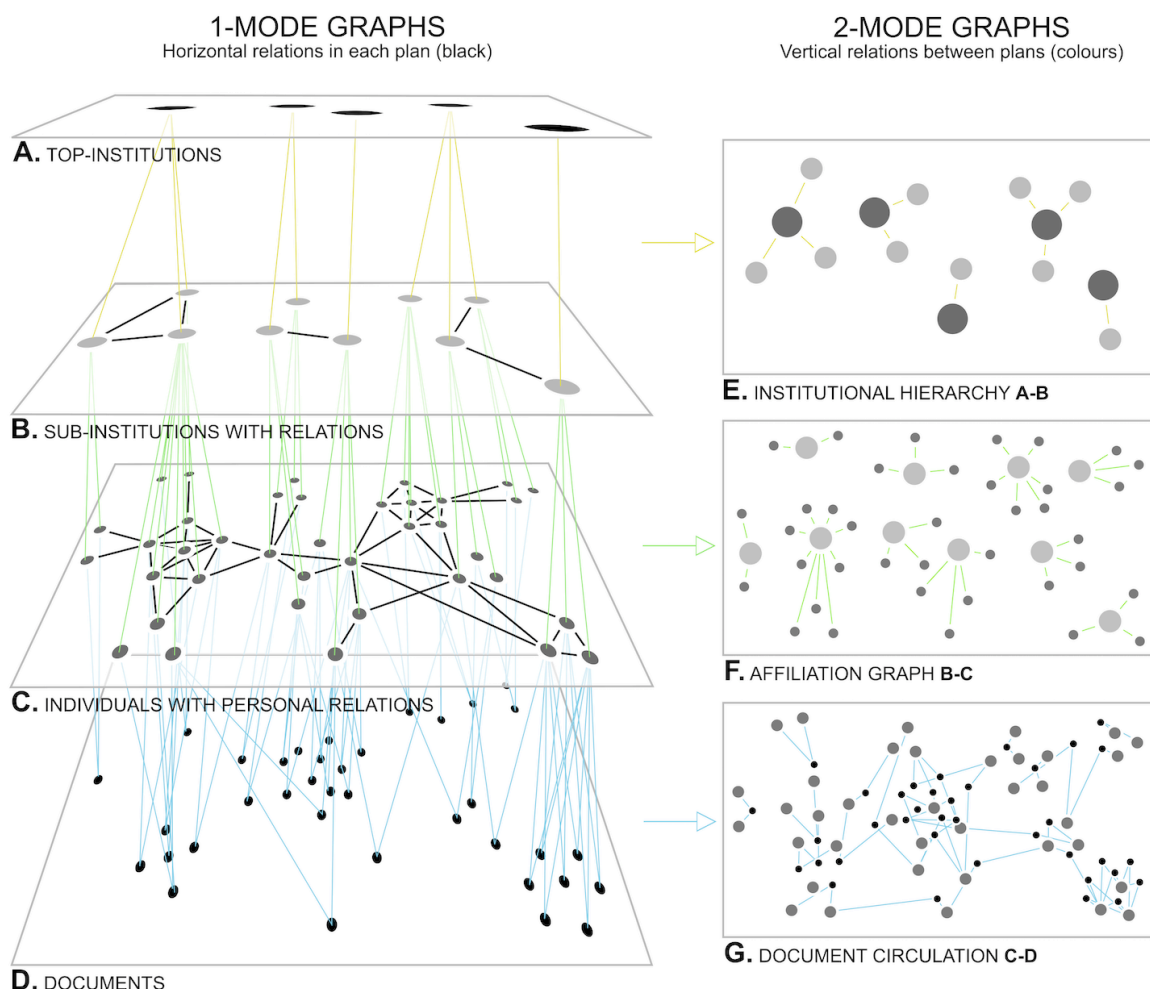 1-MODE GRAPHS
Horizontal relations in each plan (black)
2-MODE GRAPHS
Vertical relations between plans (colours)
A. TOP-INSTITUTIONS
B. SUB-INSTITUTIONS WITH RELATIONS
E. INSTITUTIONAL HIERARCHY A-B
C. INDIVIDUALS WITH PERSONAL RELATIONS
F. AFFILIATION GRAPH B-C
D. DOCUMENTS
G. DOCUMENT CIRCULATION C-D